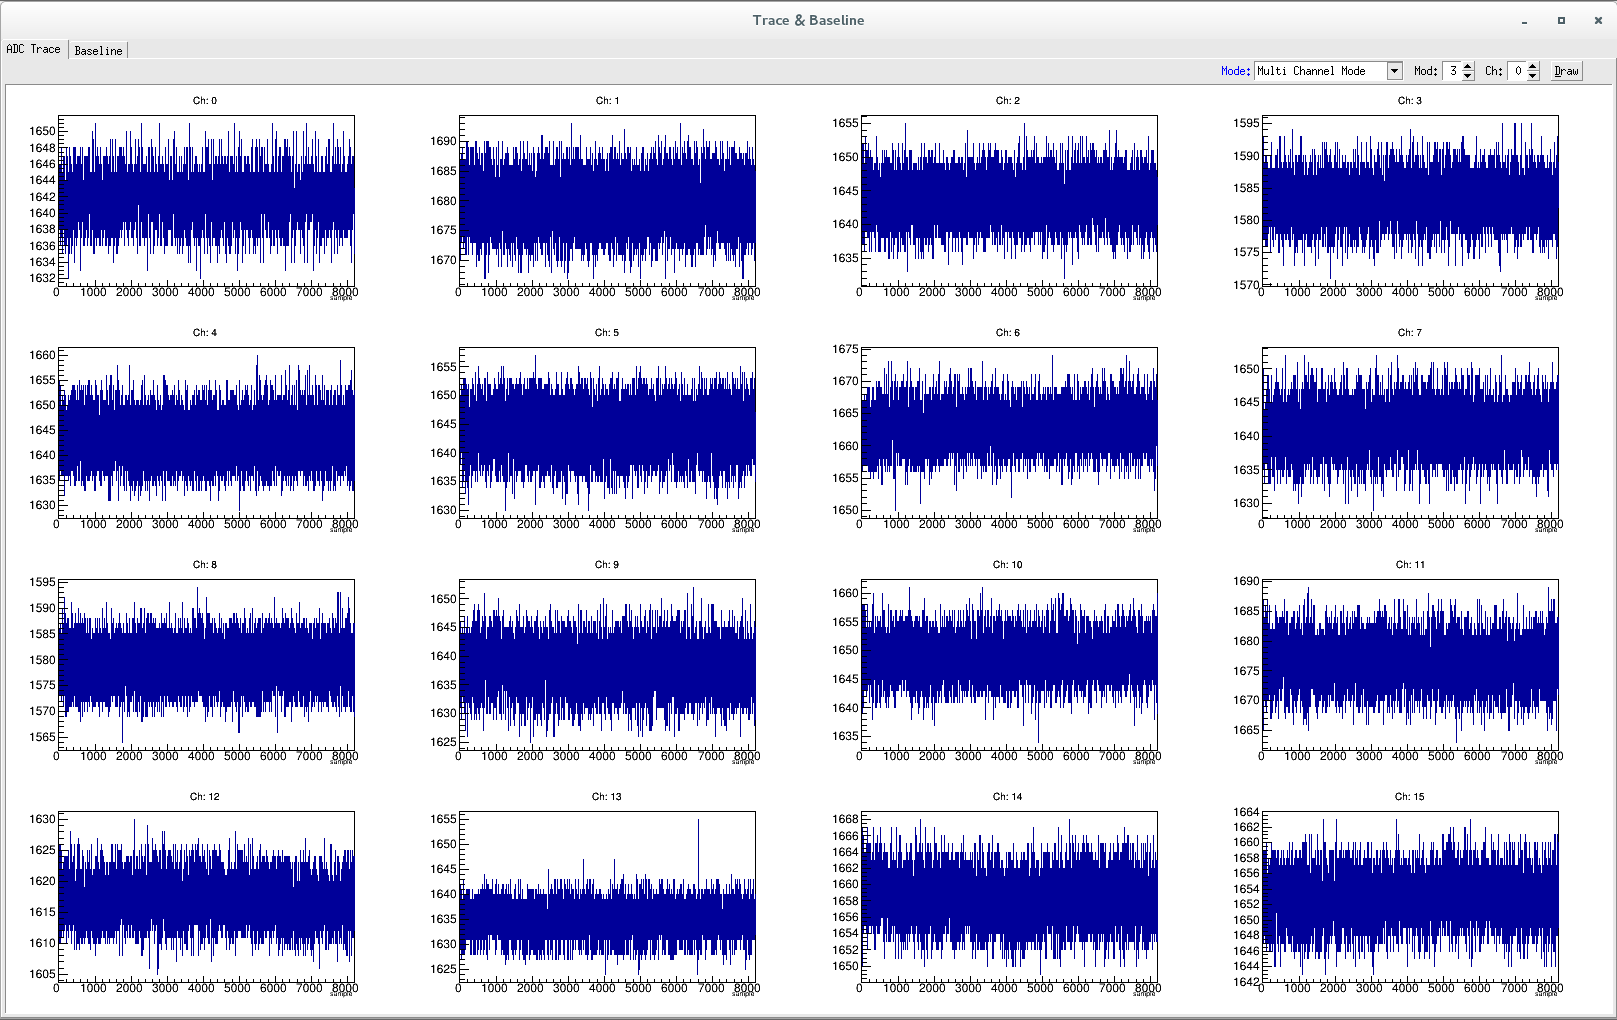 Trace & Baseline
ADC Trace Baseline
Mode: Multi Channel Mode Mod: 3 Ch: 0 Draw
Ch: 0
1650
1648
1646
1644
1642
1640
1638
1636
1634
1632
0 1000 2000 3000 4000 5000 6000 7000 8000
sample
Ch: 1
1690
1685
1680
1675
1670
0 1000 2000 3000 4000 5000 6000 7000 8000
sample
Ch: 2
1655
1650
1645
1640
1635
0 1000 2000 3000 4000 5000 6000 7000 8000
sample
Ch: 3
1595
1590
1585
1580
1575
1570
0 1000 2000 3000 4000 5000 6000 7000 8000
sample
Ch: 4
1660
1655
1650
1645
1640
1635
1630
0 1000 2000 3000 4000 5000 6000 7000 8000
sample
Ch: 5
1655
1650
1645
1640
1635
1630
0 1000 2000 3000 4000 5000 6000 7000 8000
sample
Ch: 6
1675
1670
1665
1660
1655
1650
0 1000 2000 3000 4000 5000 6000 7000 8000
sample
Ch: 7
1650
1645
1640
1635
1630
0 1000 2000 3000 4000 5000 6000 7000 8000
sample
Ch: 8
1595
1590
1585
1580
1575
1570
1565
0 1000 2000 3000 4000 5000 6000 7000 8000
sample
Ch: 9
1650
1645
1640
1635
1630
1625
0 1000 2000 3000 4000 5000 6000 7000 8000
sample
Ch: 10
1660
1655
1650
1645
1640
1635
0 1000 2000 3000 4000 5000 6000 7000 8000
sample
Ch: 11
1690
1685
1680
1675
1670
1665
0 1000 2000 3000 4000 5000 6000 7000 8000
sample
Ch: 12
1630
1625
1620
1615
1610
1605
0 1000 2000 3000 4000 5000 6000 7000 8000
sample
Ch: 13
1655
1650
1645
1640
1635
1630
1625
0 1000 2000 3000 4000 5000 6000 7000 8000
sample
Ch: 14
1668
1666
1664
1662
1660
1658
1656
1654
1652
1650
0 1000 2000 3000 4000 5000 6000 7000 8000
sample
Ch: 15
1664
1662
1660
1658
1656
1654
1652
1650
1648
1646
1644
1642
0 1000 2000 3000 4000 5000 6000 7000 8000
sample